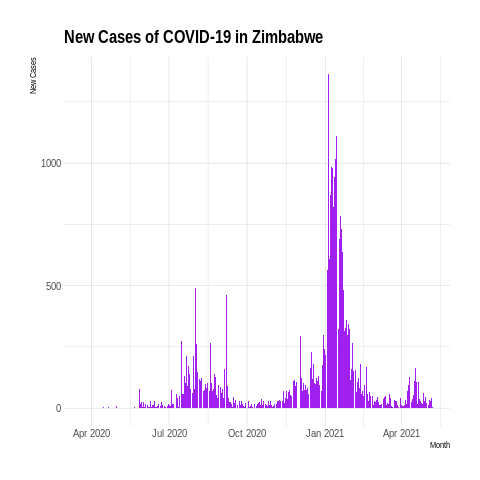 New Cases of COVID-19 in Zimbabwe
New Cases
1000
500
0
Apr 2020 Jul 2020 Oct 2020 Jan 2021 Apr 2021
Month